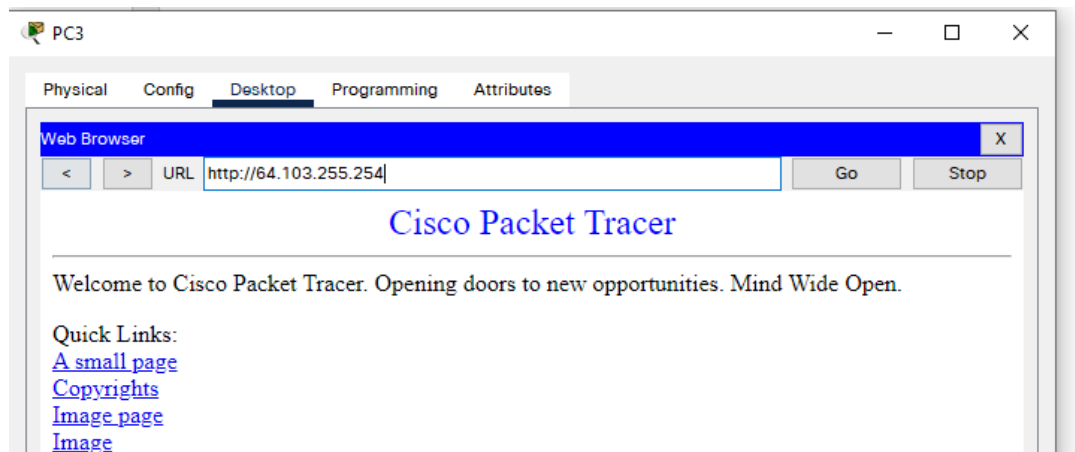 PC3
Physical Config Desktop Programming Attributes
Web Browser X
< > URL http://64.103.255.254 Go Stop
Cisco Packet Tracer
Welcome to Cisco Packet Tracer. Opening doors to new opportunities. Mind Wide Open.
Quick Links:
A small page
Copyrights
Image page
Image